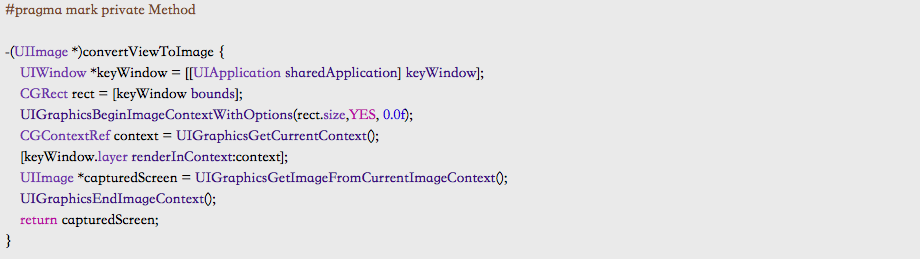 #pragma mark private Method
-(UIImage *)convertViewToImage {
UIWindow *keyWindow = [[UIApplication sharedApplication] keyWindow];
CGRect rect = [keyWindow bounds];
UIGraphicsBeginImageContextWithOptions(rect.size,YES, 0.0f);
CGContextRef context = UIGraphicsGetCurrentContext();
[keyWindow.layer renderInContext:context];
UIImage *capturedScreen = UIGraphicsGetImageFromCurrentImageContext();
UIGraphicsEndImageContext();
return capturedScreen;
}